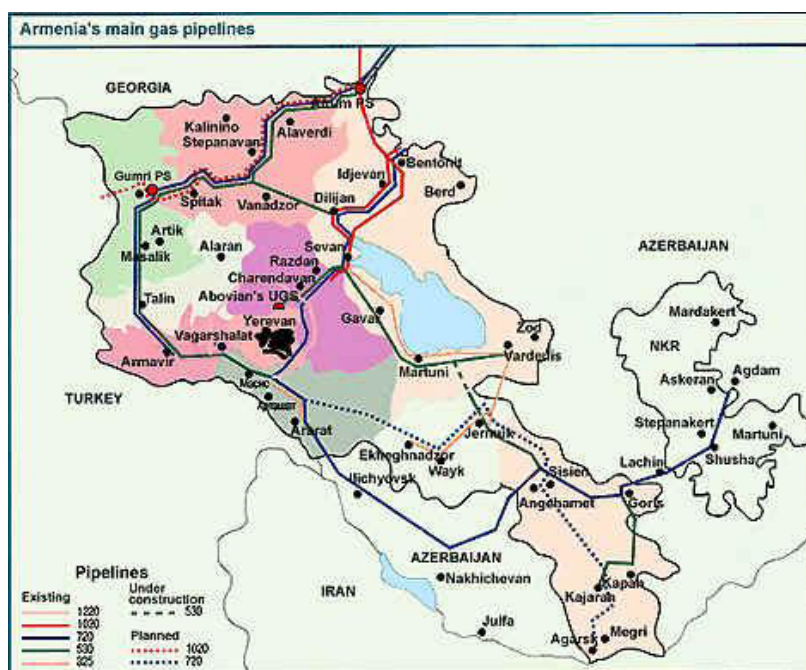 Armenia's main gas pipelines
GEORGIA
Kalinino
Stepanavan
Alaverdi
Bentonit
Idjevan
Berd
Gumri PS
Spitak
Vanadzor
Dilijan
Artik
Masalik
Alaran
Sevan
Razdan
Charendavan
AZERBAIJAN
Abovian's UGS
Talin
Gavar
Yerevan
Mardakert
Vagarshalat
Zod
NKR
Vardedis
Armavir
Martuni
Askeran
Agdam
TURKEY
Ararat
Jermuk
Stepanakert
Martuni
Ekheghnadzor
Wayk
Shusha
Sisien
Lachin
Ilichyovsk
Angehamet
Goris
AZERBAIJAN
IRAN
Nakhichevan
Kapan
Kajaran
Julfa
Megri
Agarsk
Pipelines
Existing
1220
1020
720
530
325
Under
construction
530
Planned
1020
720